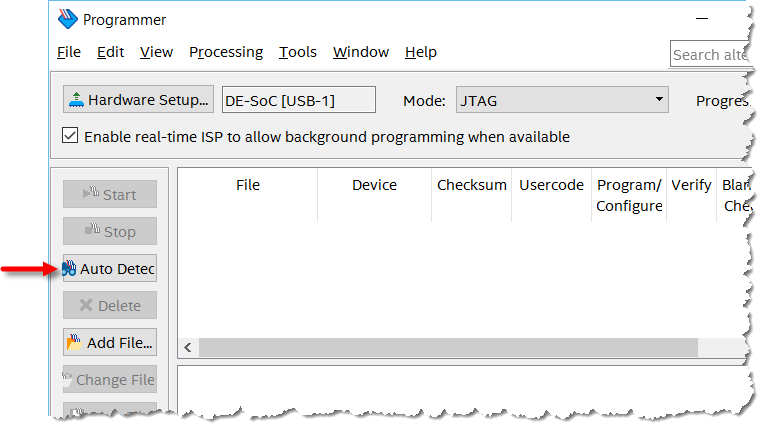 Programmer
File Edit View Processing Tools Window Help
Search alte
Hardware Setup... DE-SoC [USB-1] Mode: JTAG Progres
Enable real-time ISP to allow background programming when available
File Device Checksum Usercode Program/ Verify Blan
Configure Che
Start
Stop
Auto Detec
Delete
Add File...
Change File